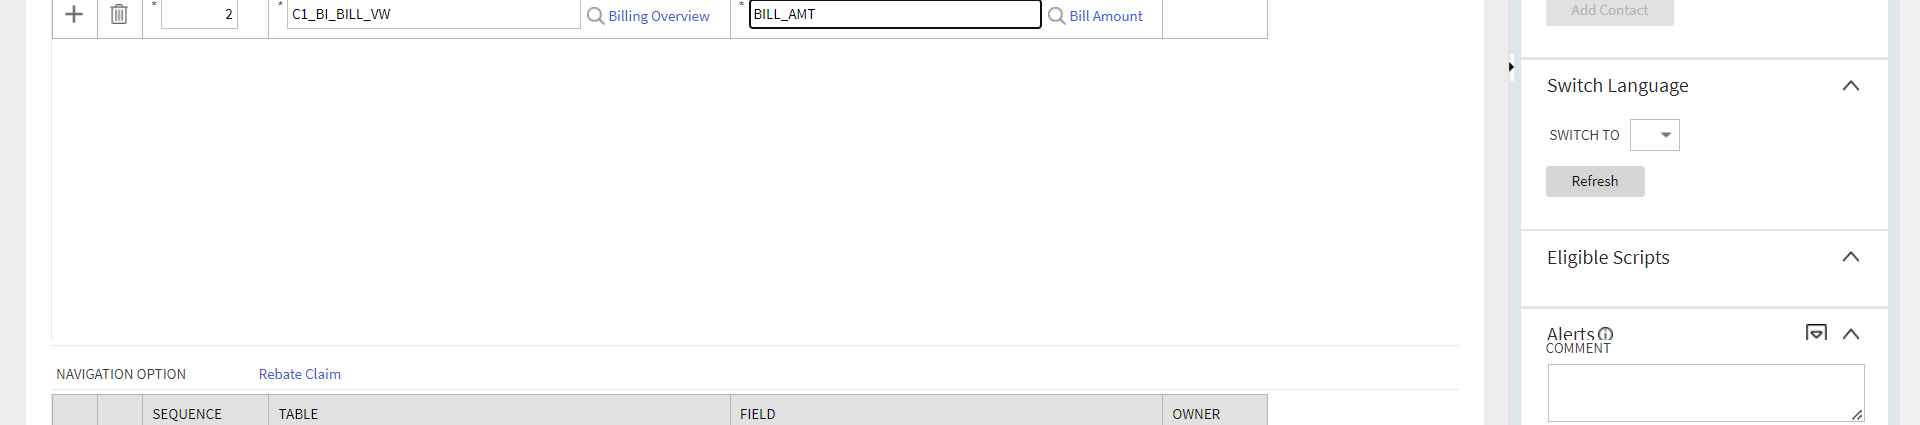 * 2 * C1_BI_BILL_VW Billing Overview * BILL_AMT Bill Amount
NAVIGATION OPTION Rebate Claim
SEQUENCE TABLE FIELD OWNER
Add Contact
Switch Language
SWITCH TO
Refresh
Eligible Scripts
Alerts
COMMENT